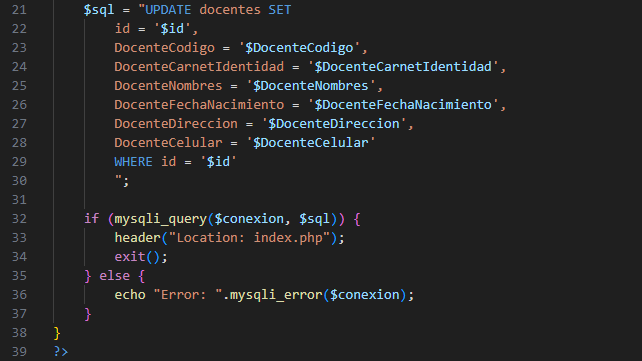 21 $sql = "UPDATE docentes SET
22 id = '$id',
23 DocenteCodigo = '$DocenteCodigo',
24 DocenteCarnetIdentidad = '$DocenteCarnetIdentidad',
25 DocenteNombres = '$DocenteNombres',
26 DocenteFechaNacimiento = '$DocenteFechaNacimiento',
27 DocenteDireccion = '$DocenteDireccion',
28 DocenteCelular = '$DocenteCelular'
29 WHERE id = '$id'
30 ";
31
32 if (mysqli_query($conexion, $sql)) {
33 header("Location: index.php");
34 exit();
35 } else {
36 echo "Error: ".mysqli_error($conexion);
37 }
38 }
39 ?>